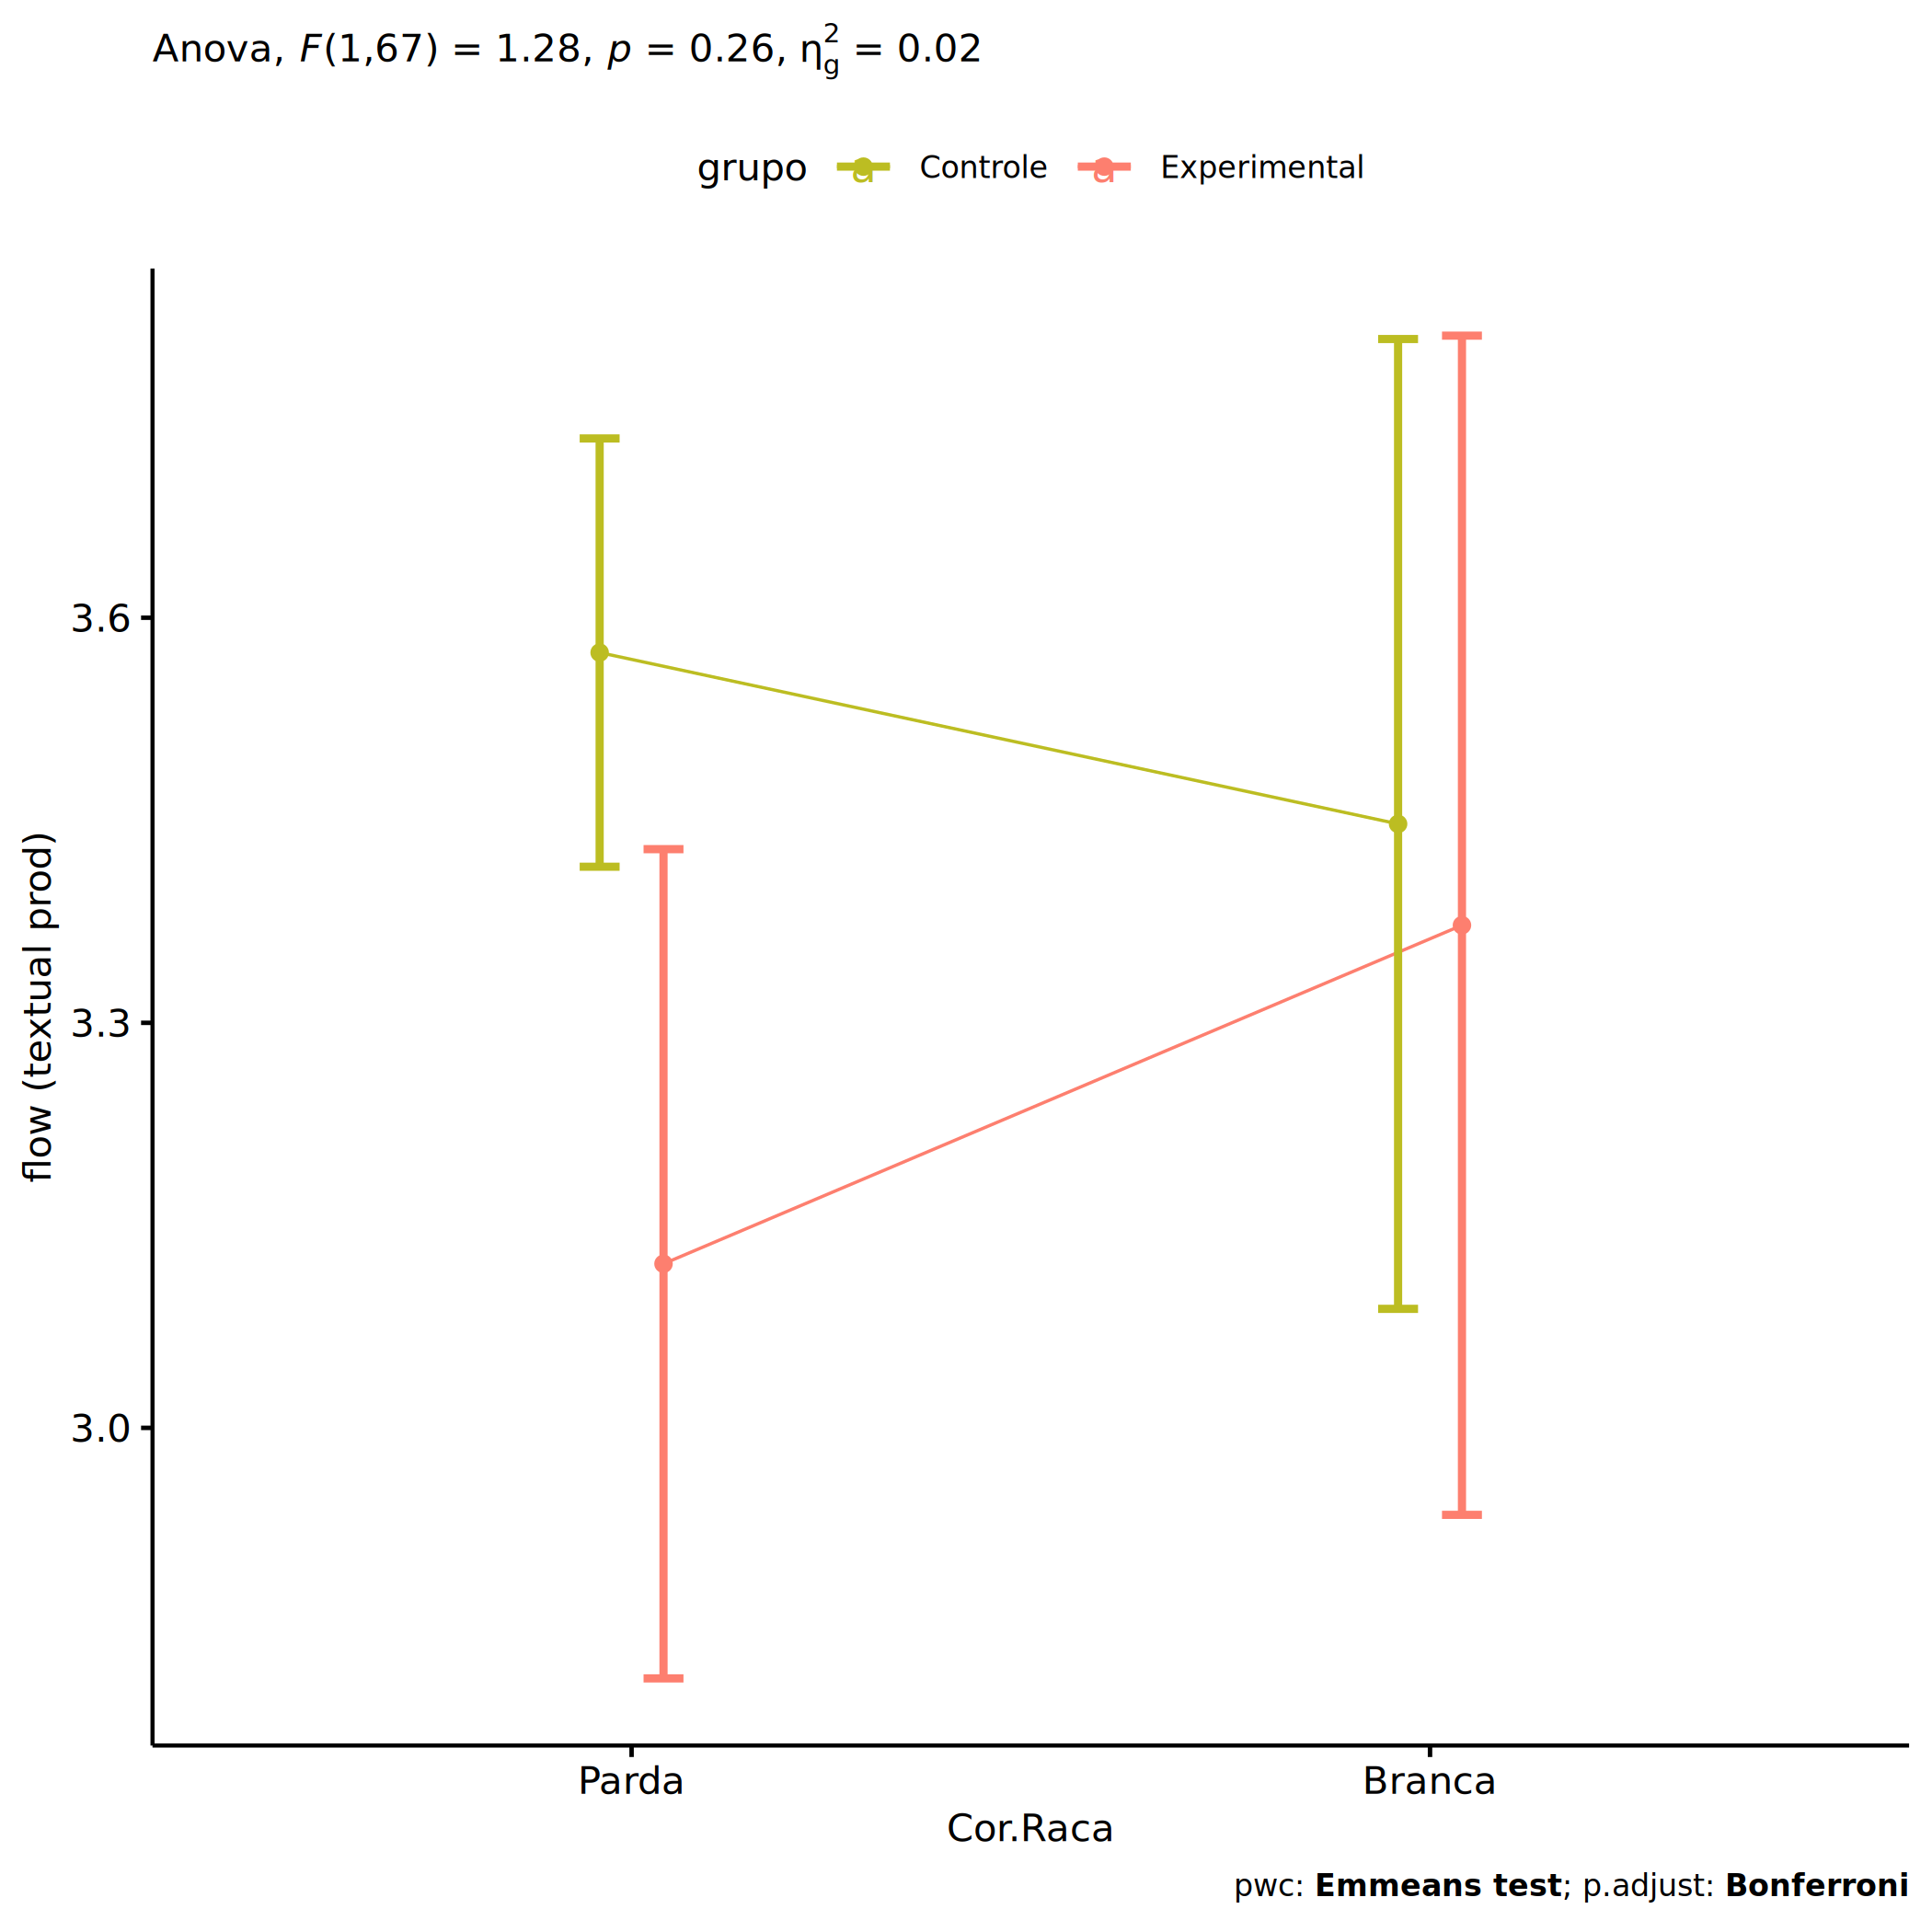 Anova, F(1,67) = 1.28, p = 0.26, η²g = 0.02
grupo a Controle a Experimental
flow (textual prod)
3.6
3.3
3.0
Parda Branca
Cor.Raca
pwc: Emmeans test; p.adjust: Bonferroni